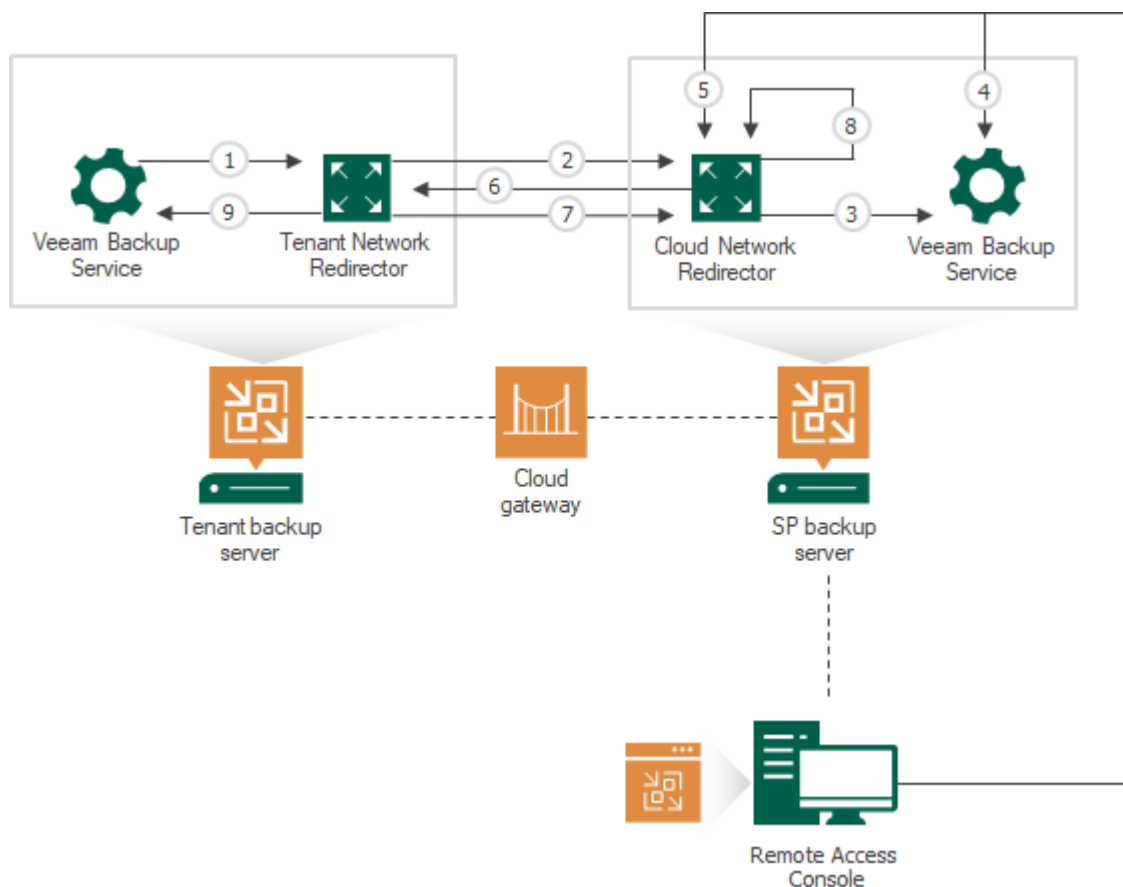 5
4
8
1
2
6
9
7
3
Veeam Backup
Service
Tenant Network
Redirector
Cloud Network
Redirector
Veeam Backup
Service
Cloud
gateway
Tenant backup
server
SP backup
server
Remote Access
Console